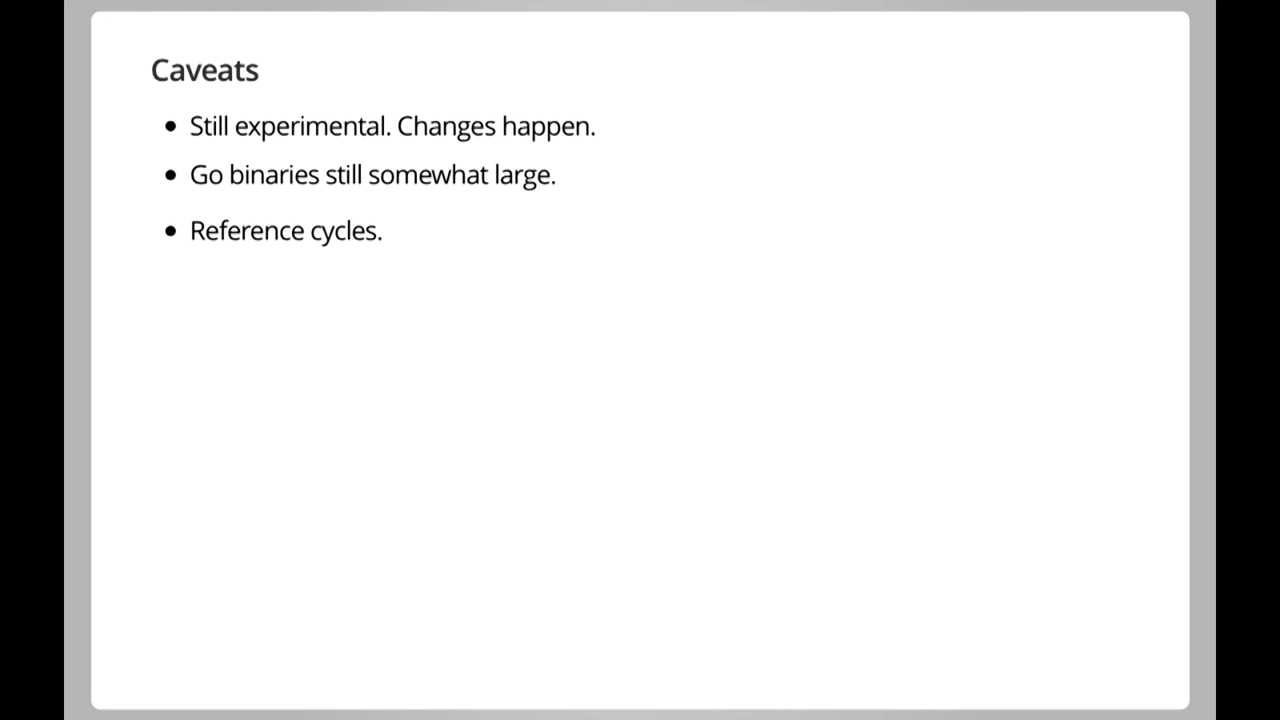 Caveats
Still experimental. Changes happen.
Go binaries still somewhat large.
Reference cycles.